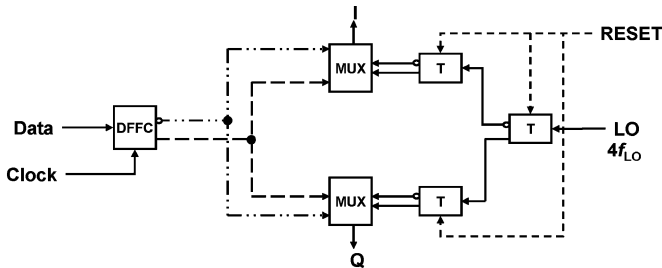 I
RESET
MUX
T
Data
DFFC
T
LO
4fLO
Clock
MUX
T
Q